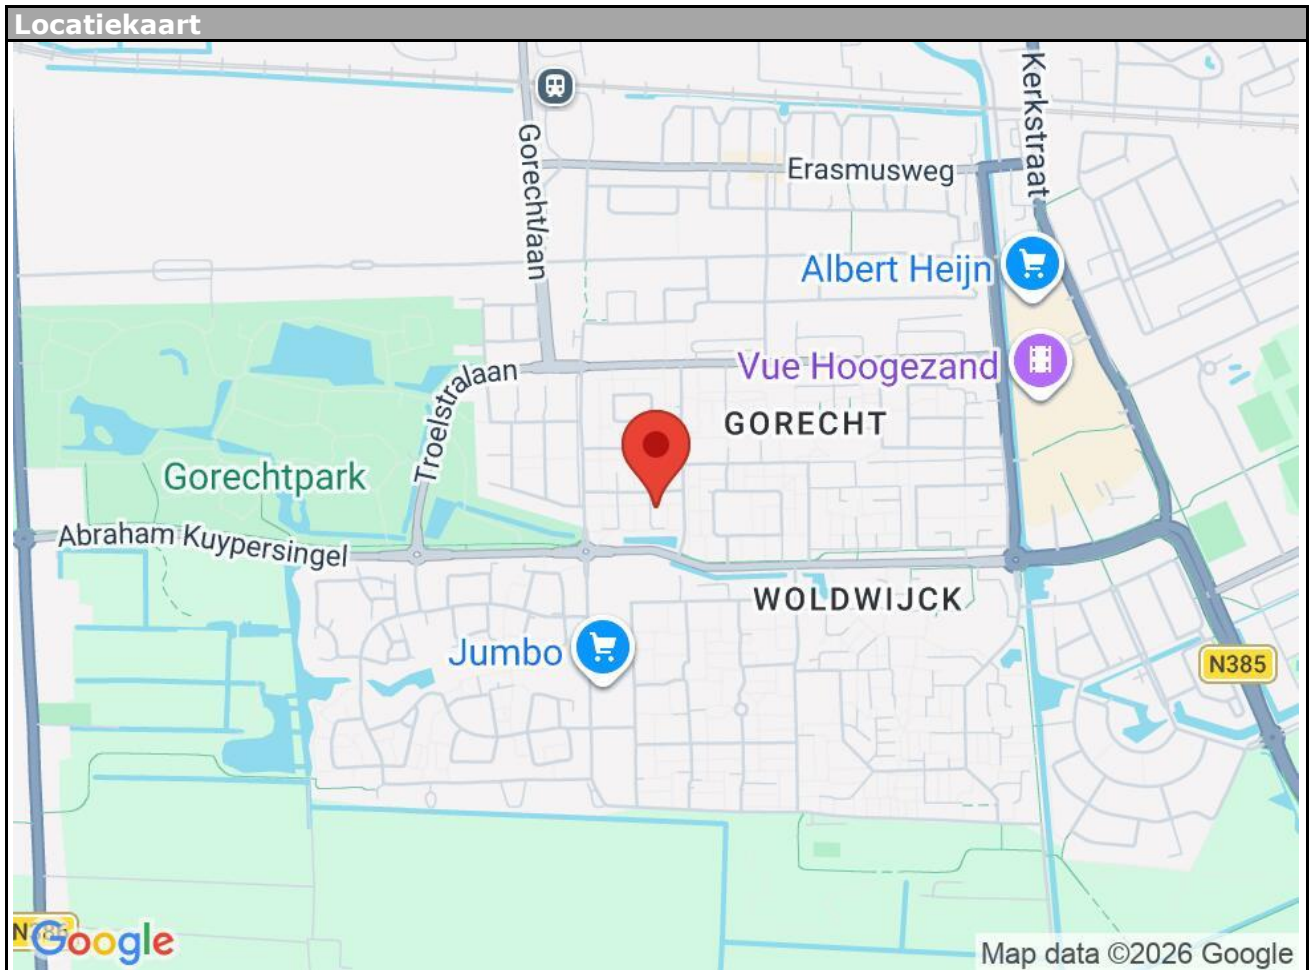 Locatiekaart
Kerkstraat
Gorechtlaan
Erasmusweg
Albert Heijn
Vue Hoogezand
Troelstralaan
GORECHT
Gorechtpark
Abraham Kuypersingel
WOLDWIJCK
Jumbo
N385
N386
Google
Map data ©2026 Google